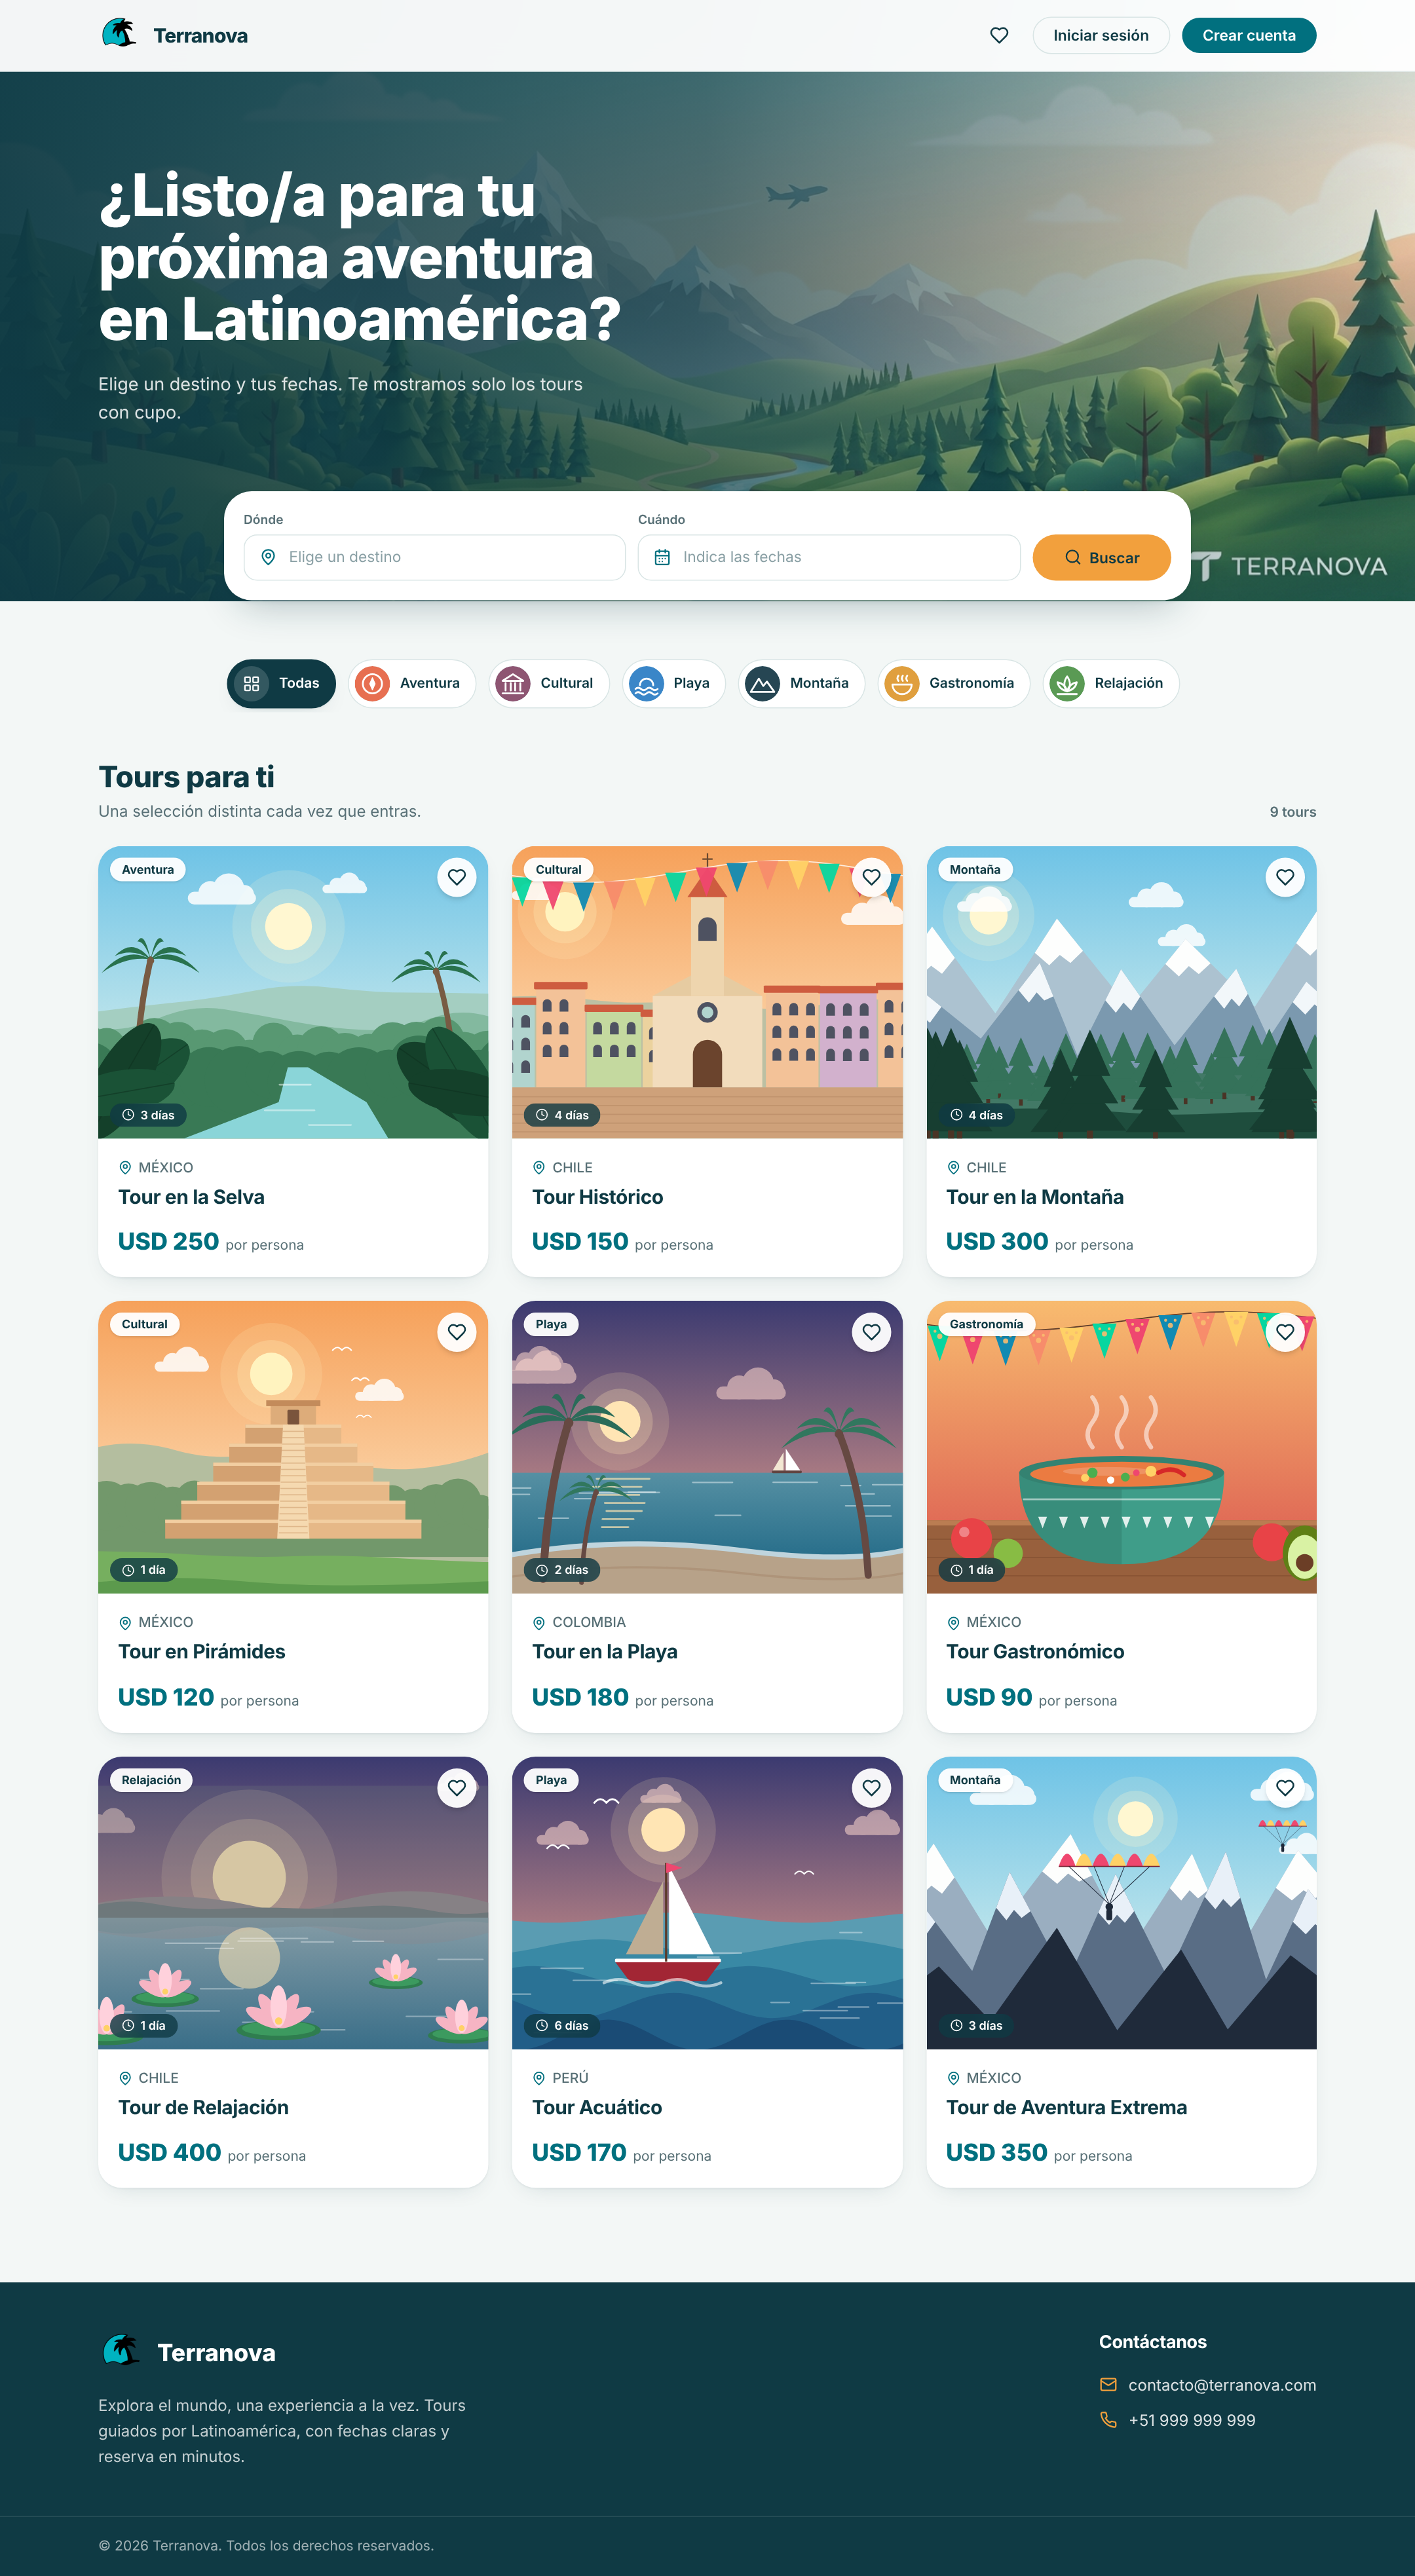 Terranova
Iniciar sesión
Crear cuenta
¿Listo/a para tu
próxima aventura
en Latinoamérica?
Elige un destino y tus fechas. Te mostramos solo los tours
con cupo.
Dónde
Cuándo
Elige un destino
Indica las fechas
Buscar
TERRANOVA
Todas
Aventura
Cultural
Playa
Montaña
Gastronomía
Relajación
Tours para ti
Una selección distinta cada vez que entras.
9 tours
Aventura
3 días
MÉXICO
Tour en la Selva
USD 250 por persona
Cultural
4 días
CHILE
Tour Histórico
USD 150 por persona
Montaña
4 días
CHILE
Tour en la Montaña
USD 300 por persona
Cultural
1 día
MÉXICO
Tour en Pirámides
USD 120 por persona
Playa
2 días
COLOMBIA
Tour en la Playa
USD 180 por persona
Gastronomía
1 día
MÉXICO
Tour Gastronómico
USD 90 por persona
Relajación
1 día
CHILE
Tour de Relajación
USD 400 por persona
Playa
6 días
PERÚ
Tour Acuático
USD 170 por persona
Montaña
3 días
MÉXICO
Tour de Aventura Extrema
USD 350 por persona
Terranova
Explora el mundo, una experiencia a la vez. Tours
guiados por Latinoamérica, con fechas claras y
reserva en minutos.
Contáctanos
contacto@terranova.com
+51 999 999 999
© 2026 Terranova. Todos los derechos reservados.